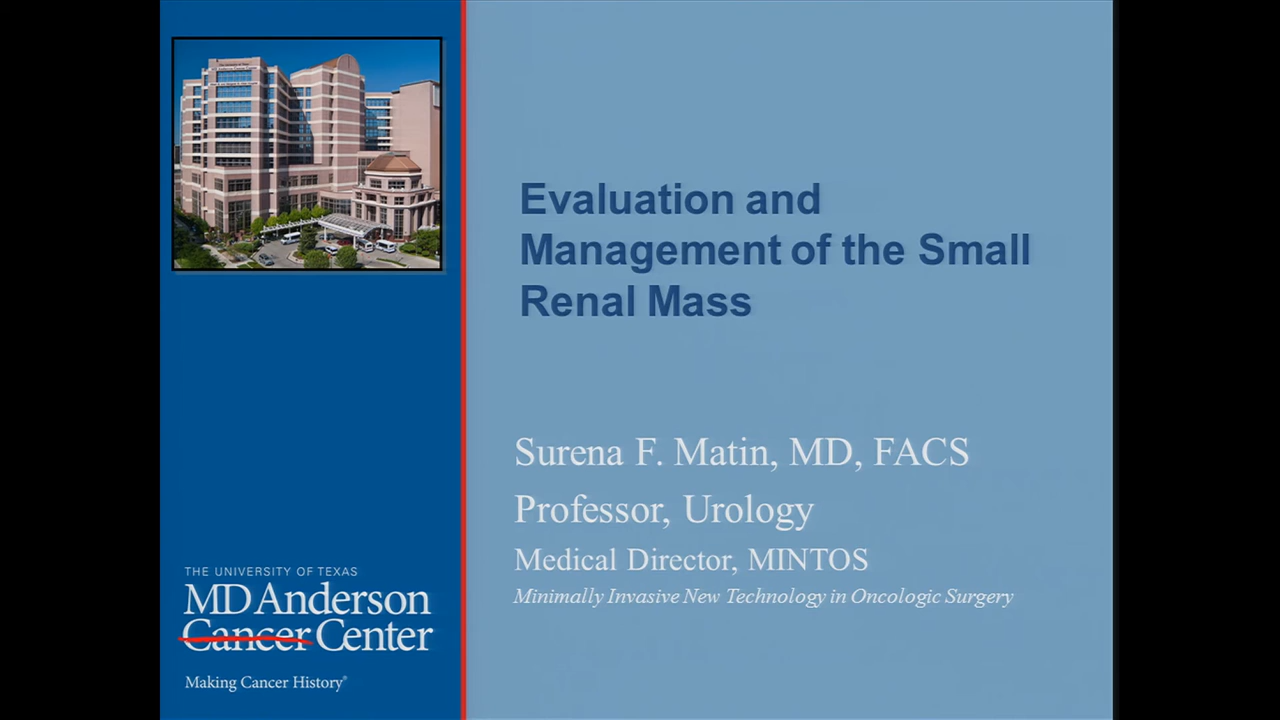 Evaluation and
Management of the Small
Renal Mass
Surena F. Matin, MD, FACS
Professor, Urology
Medical Director, MINTOS
Minimally Invasive New Technology in Oncologic Surgery
THE UNIVERSITY OF TEXAS
MD Anderson
Cancer Center
Making Cancer History®